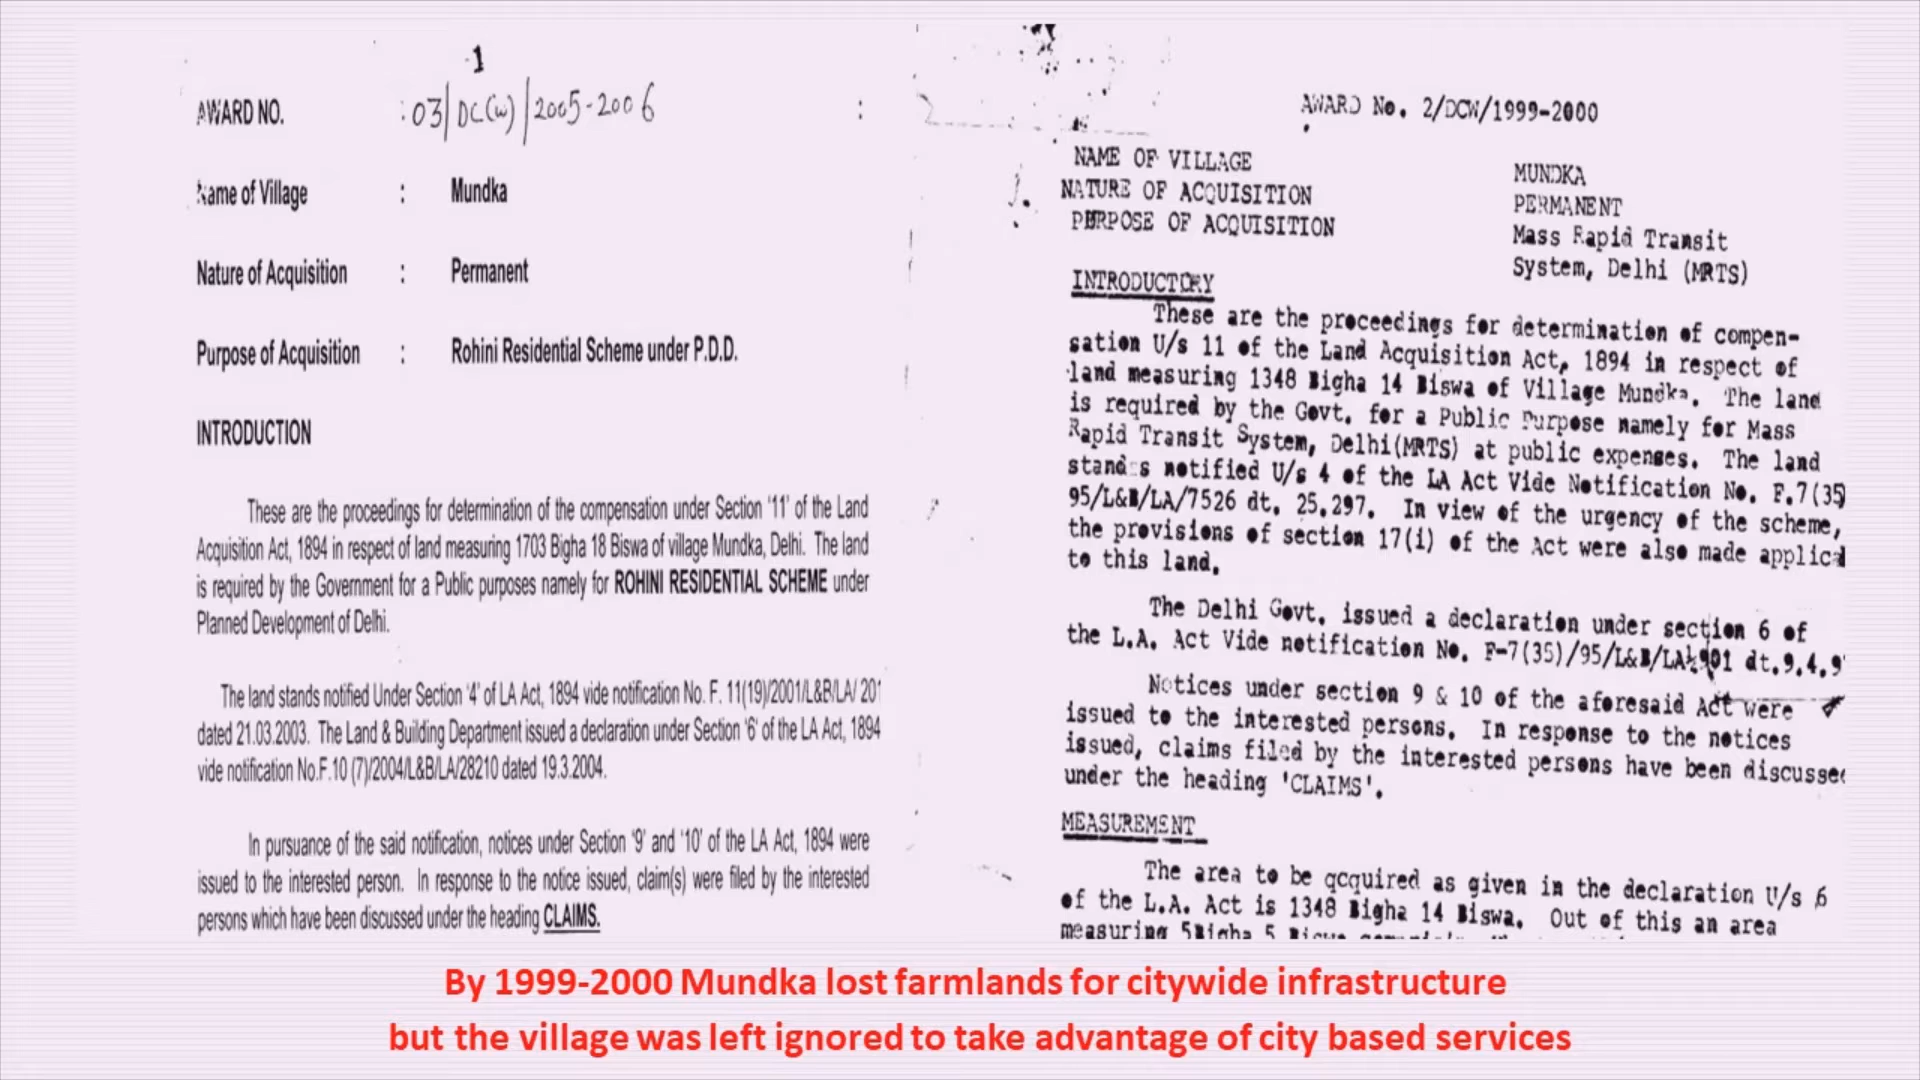 1
AWARD NO. : 03/DC(W)/2005-2006 :
Name of Village : Mundka
Nature of Acquisition : Permanent
Purpose of Acquisition : Rohini Residential Scheme under P.D.D.
INTRODUCTION
These are the proceedings for determination of the compensation under Section '11' of the Land
Acquisition Act, 1894 in respect of land measuring 1703 Bigha 18 Biswa of village Mundka, Delhi. The land
is required by the Government for a Public purposes namely for ROHINI RESIDENTIAL SCHEME under
Planned Development of Delhi.
The land stands notified Under Section '4' of LA Act, 1894 vide notification No. F. 11(19)/2001/L&B/LA/ 201
dated 21.03.2003. The Land & Building Department issued a declaration under Section '6' of the LA Act, 1894
vide notification No.F.10 (7)/2004/L&B/LA/28210 dated 19.3.2004.
In pursuance of the said notification, notices under Section '9' and '10' of the LA Act, 1894 were
issued to the interested person. In response to the notice issued, claim(s) were filed by the interested
persons which have been discussed under the heading CLAIMS.
AWARD No. 2/DCW/1999-2000
NAME OF VILLAGE MUNDKA
NATURE OF ACQUISITION PERMANENT
PURPOSE OF ACQUISITION Mass Rapid Transit
System, Delhi (MRTS)
INTRODUCTORY
These are the proceedings for determination of compen-
sation U/s 11 of the Land Acquisition Act, 1894 in respect of
land measuring 1348 Bigha 14 Biswa of Village Mundka. The land
is required by the Govt. for a Public Purpose namely for Mass
Rapid Transit System, Delhi(MRTS) at public expenses. The land
stands notified U/s 4 of the LA Act Vide Notification No. F.7(35)
95/L&B/LA/7526 dt. 25.297. In view of the urgency of the scheme,
the provisions of section 17(i) of the Act were also made applica
to this land.
The Delhi Govt. issued a declaration under section 6 of
the L.A. Act Vide notification No. dt.9.4.9
Notices under section 9 & 10 of the aforesaid Act were
issued to the interested persons. In response to the notices
issued, claims filed by the interested persons have been discusse
under the heading 'CLAIMS'.
MEASUREMENT
The area to be qcquired as given in the declaration U/s 6
of the L.A. Act is 1348 Bigha 14 Biswa. Out of this an area
measuring 5Bigha 5 Biswa
By 1999-2000 Mundka lost farmlands for citywide infrastructure
but the village was left ignored to take advantage of city based services